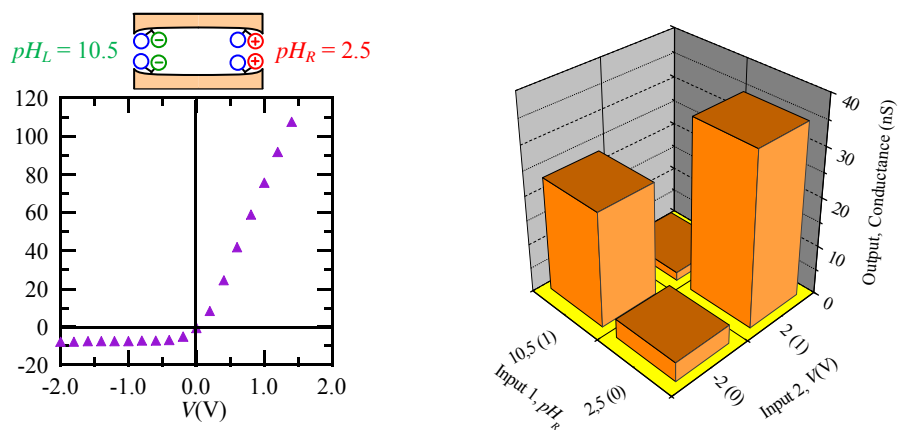 pH_L = 10.5
− + pH_R = 2.5
− +
120
100
80
60
40
20
0
-20
-2.0 -1.0 0.0 1.0
V(V)
40
30
20
10
0
Output, Conductance (nS)
10,5 (1)
2,5 (0)
Input 1, pH_R
2 (1)
-2 (0)
Input 2, V(V)